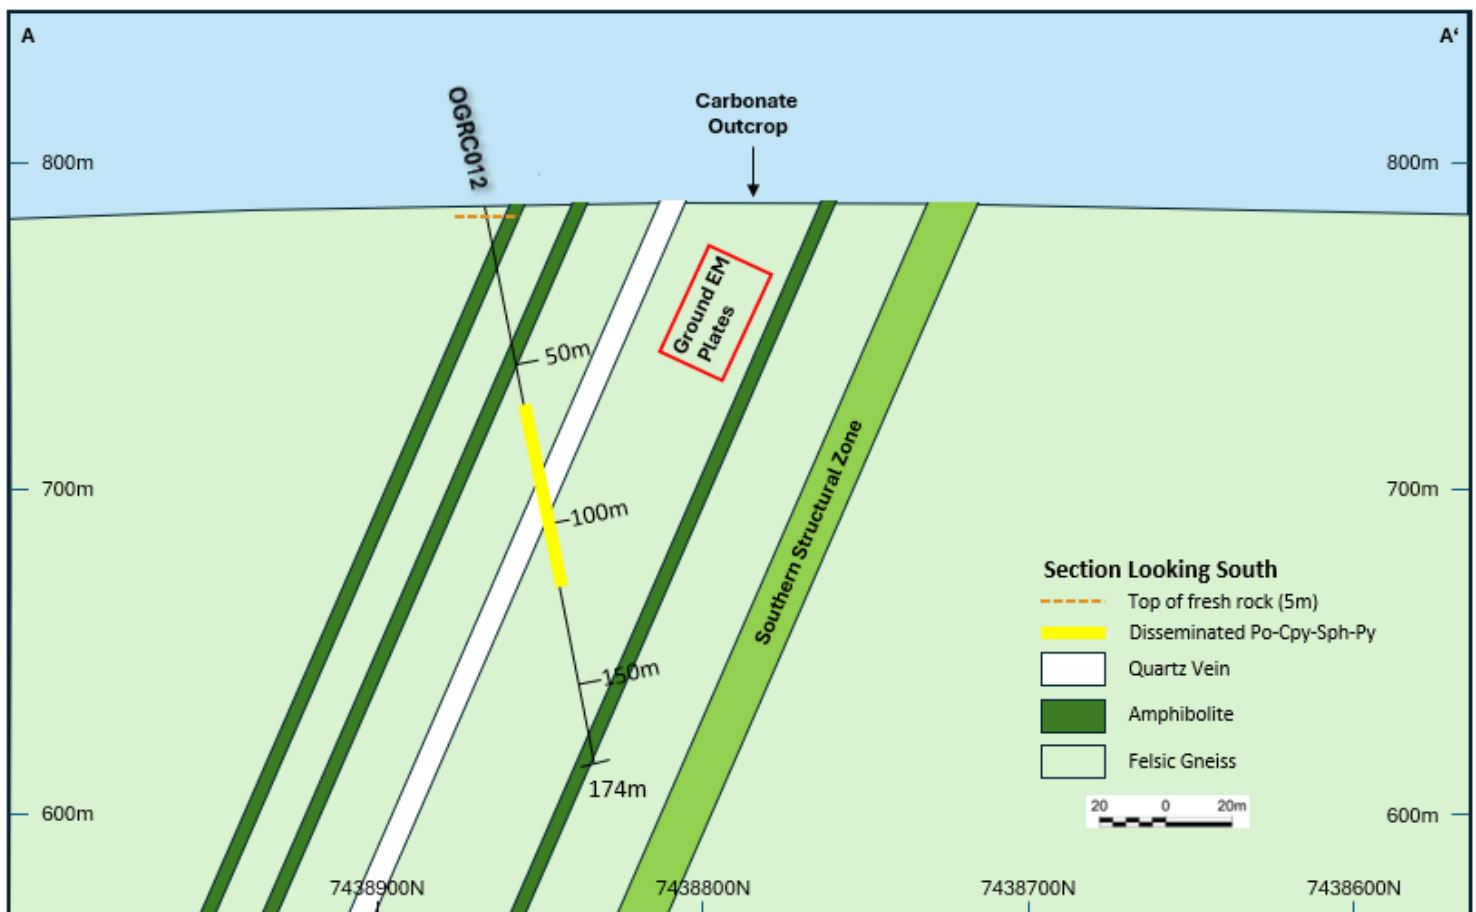 A
A'
OGRC012
Carbonate
Outcrop
800m
800m
Ground EM
Plates
50m
700m
700m
100m
Southern Structural Zone
150m
174m
Section Looking South
Top of fresh rock (5m)
Disseminated Po-Cpy-Sph-Py
Quartz Vein
Amphibolite
Felsic Gneiss
20 0 20m
600m
600m
7438900N 7438800N 7438700N 7438600N